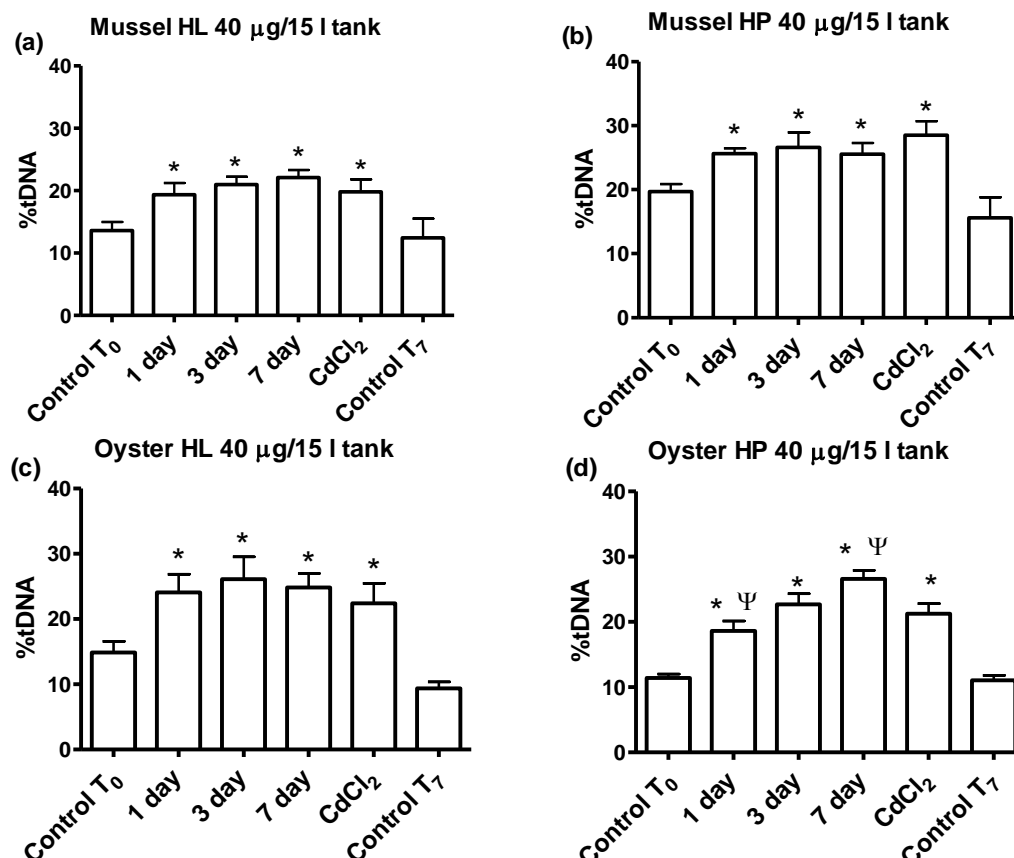 (a)
Mussel HL 40 μg/15 l tank
%tDNA
40
30
20
10
0
* * * *
Control T₀ 1 day 3 day 7 day CdCl₂ Control T₇
(b)
Mussel HP 40 μg/15 l tank
%tDNA
40
30
20
10
0
* * * *
Control T₀ 1 day 3 day 7 day CdCl₂ Control T₇
(c)
Oyster HL 40 μg/15 l tank
%tDNA
40
30
20
10
0
* * * *
Control T₀ 1 day 3 day 7 day CdCl₂ Control T₇
(d)
Oyster HP 40 μg/15 l tank
%tDNA
40
30
20
10
0
* Ψ * * Ψ *
Control T₀ 1 day 3 day 7 day CdCl₂ Control T₇